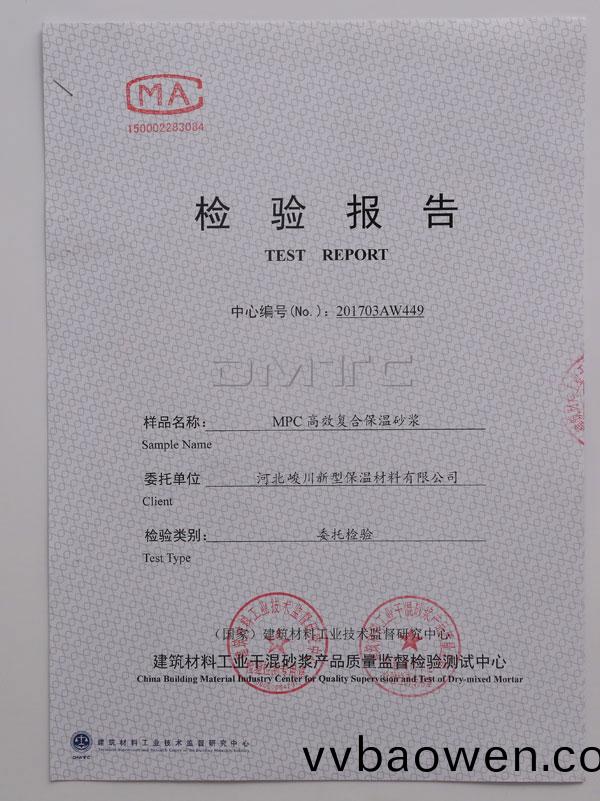 CMA
150002283084
检验报告
TEST REPORT
中心编号(No.)：201703AW449
DMTC
样品名称：MPC 高效复合保温砂浆
Sample Name
委托单位 河北峻川新型保温材料有限公司
Client
检验类别：委托检验
Test Type
（国家）建筑材料工业技术监督研究中心
建筑材料工业干混砂浆产品质量监督检验测试中心
China Building Material Industry Center for Quality Supervision and Test of Dry-mixed Mortar
建筑材料工业技术监督研究中心
vvbaowen.co